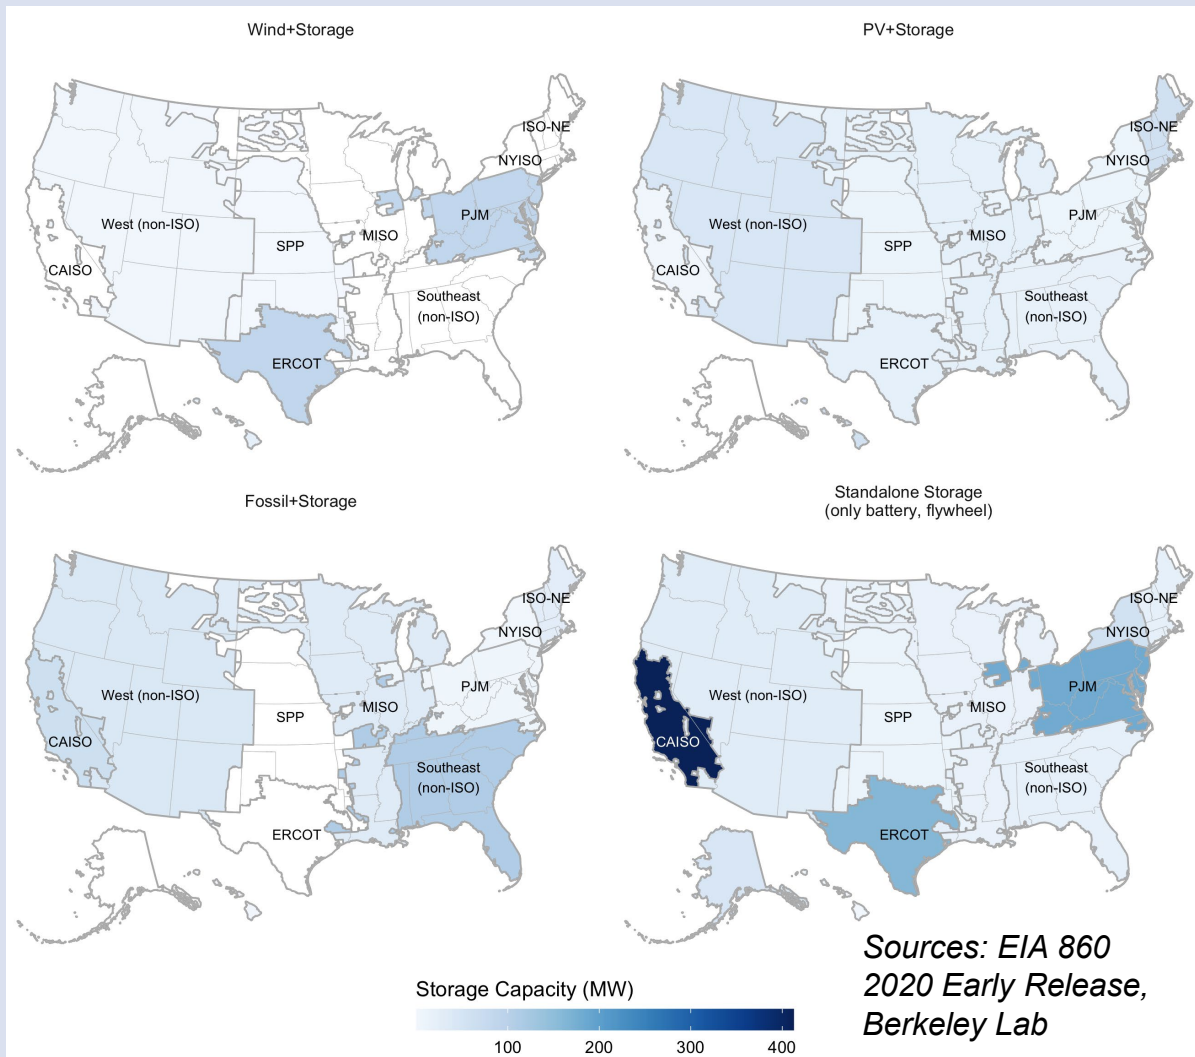 Wind+Storage
ISO-NE
NYISO
PJM
West (non-ISO)
MISO
SPP
CAISO
Southeast
(non-ISO)
ERCOT
PV+Storage
ISO-NE
NYISO
PJM
West (non-ISO)
MISO
SPP
CAISO
Southeast
(non-ISO)
ERCOT
Fossil+Storage
ISO-NE
NYISO
PJM
West (non-ISO)
MISO
SPP
CAISO
Southeast
(non-ISO)
ERCOT
Standalone Storage
(only battery, flywheel)
ISO-NE
NYISO
PJM
West (non-ISO)
MISO
SPP
CAISO
Southeast
(non-ISO)
ERCOT
Storage Capacity (MW)
100 200 300 400
Sources: EIA 860
2020 Early Release,
Berkeley Lab